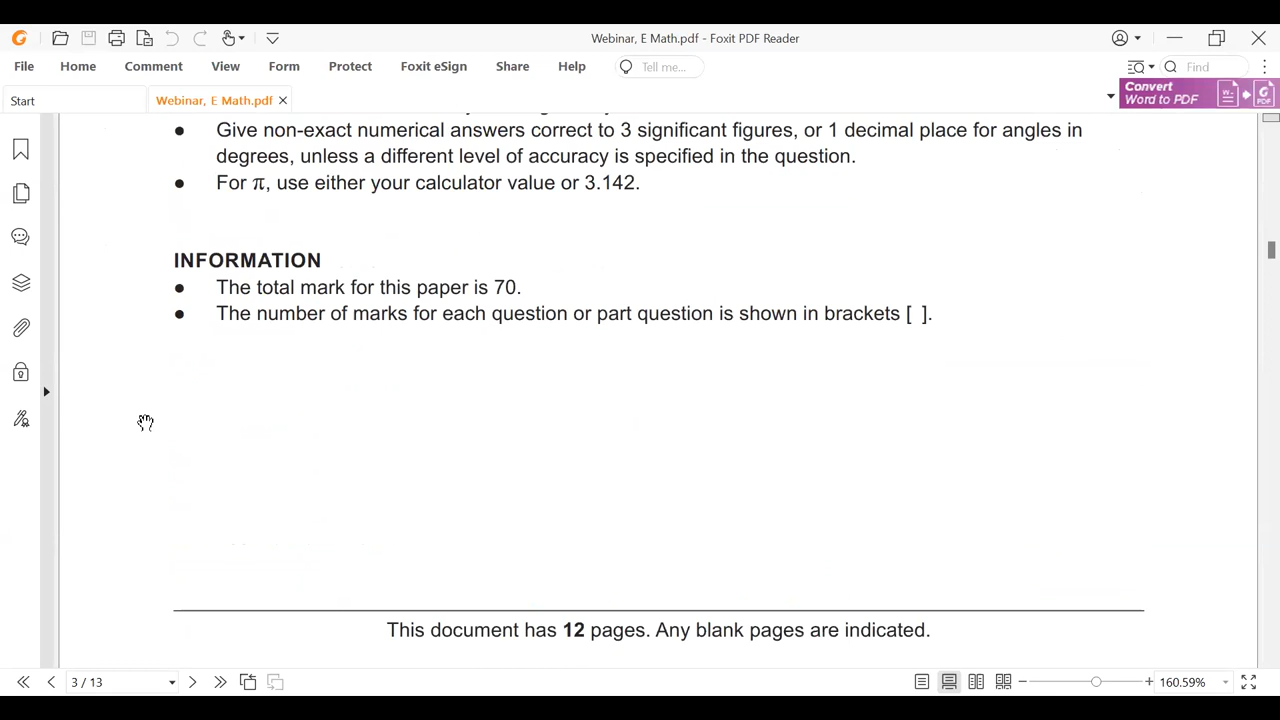 Webinar, E Math.pdf - Foxit PDF Reader
File Home Comment View Form Protect Foxit eSign Share Help Tell me... Find
Start Webinar, E Math.pdf Convert Word to PDF
● Give non-exact numerical answers correct to 3 significant figures, or 1 decimal place for angles in
degrees, unless a different level of accuracy is specified in the question.
● For π, use either your calculator value or 3.142.
INFORMATION
● The total mark for this paper is 70.
● The number of marks for each question or part question is shown in brackets [ ].
This document has 12 pages. Any blank pages are indicated.
3 / 13 160.59%